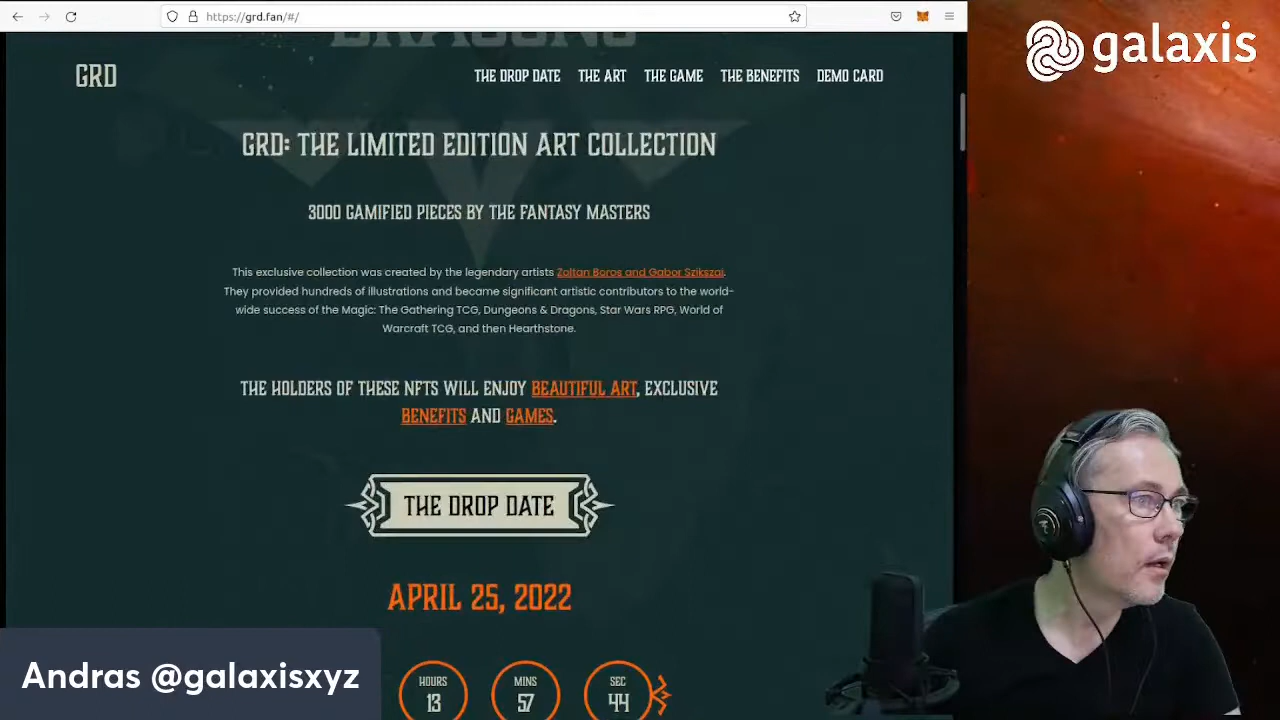 https://grd.fan/#/
galaxis
DRAGONS
GRD
THE DROP DATE THE ART THE GAME THE BENEFITS DEMO CARD
GRD: THE LIMITED EDITION ART COLLECTION
3000 GAMIFIED PIECES BY THE FANTASY MASTERS
This exclusive collection was created by the legendary artists Zoltan Boros and Gabor Szikszai.
They provided hundreds of illustrations and became significant artistic contributors to the world-
wide success of the Magic: The Gathering TCG, Dungeons & Dragons, Star Wars RPG, World of
Warcraft TCG, and then Hearthstone.
THE HOLDERS OF THESE NFTS WILL ENJOY BEAUTIFUL ART, EXCLUSIVE
BENEFITS AND GAMES.
THE DROP DATE
APRIL 25, 2022
HOURS MINS SEC
13 57 44
Andras @galaxisxyz